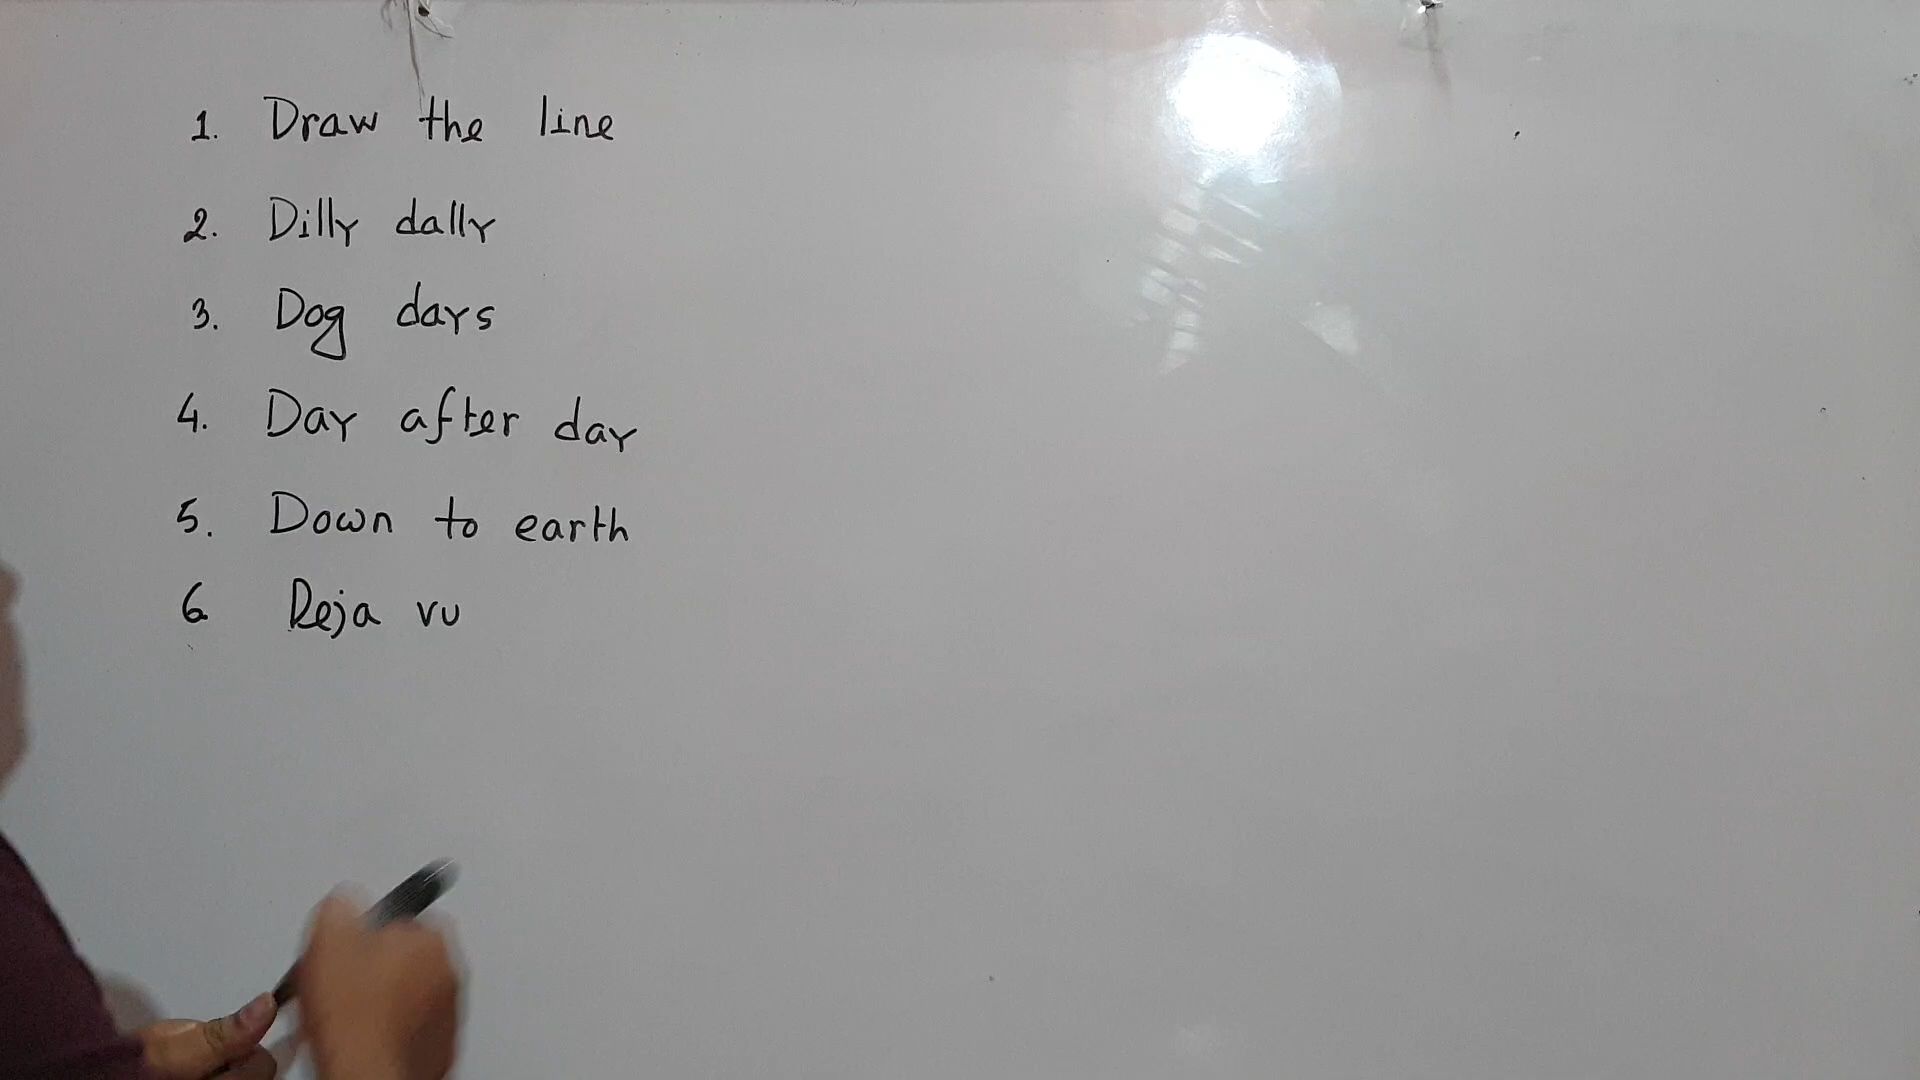 1. Draw the line
2. Dilly dally
3. Dog days
4. Day after day
5. Down to earth
6 Deja vu